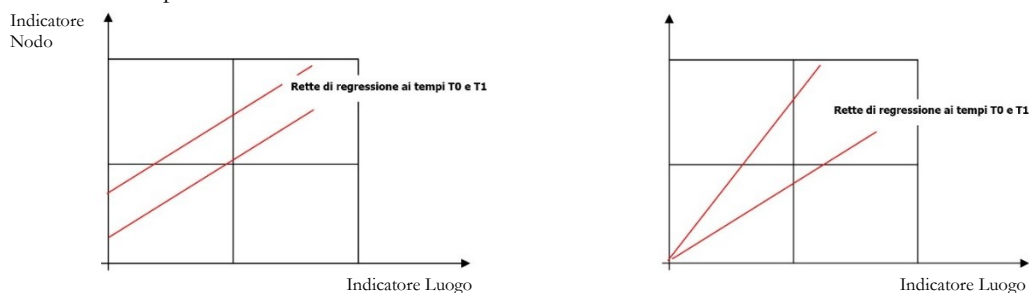 Indicatore
Nodo
Rette di regressione ai tempi T0 e T1
Indicatore Luogo
Rette di regressione ai tempi T0 e T1
Indicatore Luogo